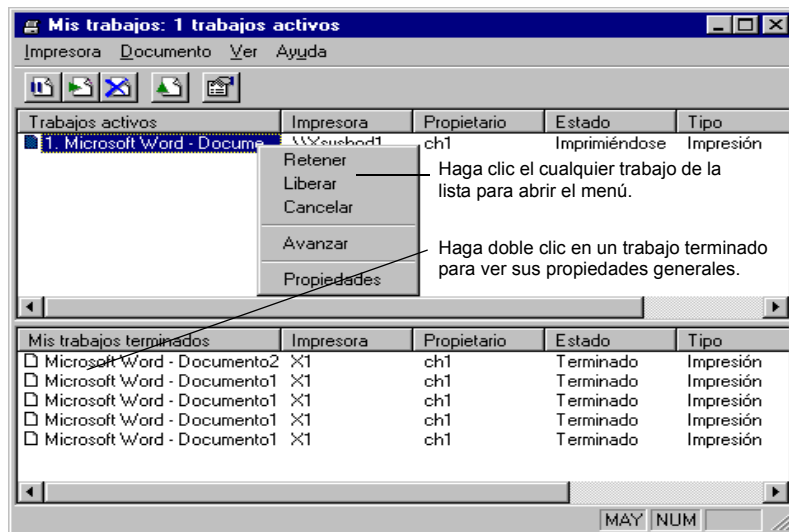 Mis trabajos: 1 trabajos activos
Impresora Documento Ver Ayuda
Trabajos activos Impresora Propietario Estado Tipo
1. Microsoft Word - Docume... ch1 Imprimiéndose Impresión
Retener
Liberar
Cancelar
Avanzar
Propiedades
Haga clic el cualquier trabajo de la
lista para abrir el menú.
Haga doble clic en un trabajo terminado
para ver sus propiedades generales.
Mis trabajos terminados Impresora Propietario Estado Tipo
Microsoft Word - Documento2 X1 ch1 Terminado Impresión
Microsoft Word - Documento1 X1 ch1 Terminado Impresión
Microsoft Word - Documento1 X1 ch1 Terminado Impresión
Microsoft Word - Documento1 X1 ch1 Terminado Impresión
Microsoft Word - Documento1 X1 ch1 Terminado Impresión
MAY NUM